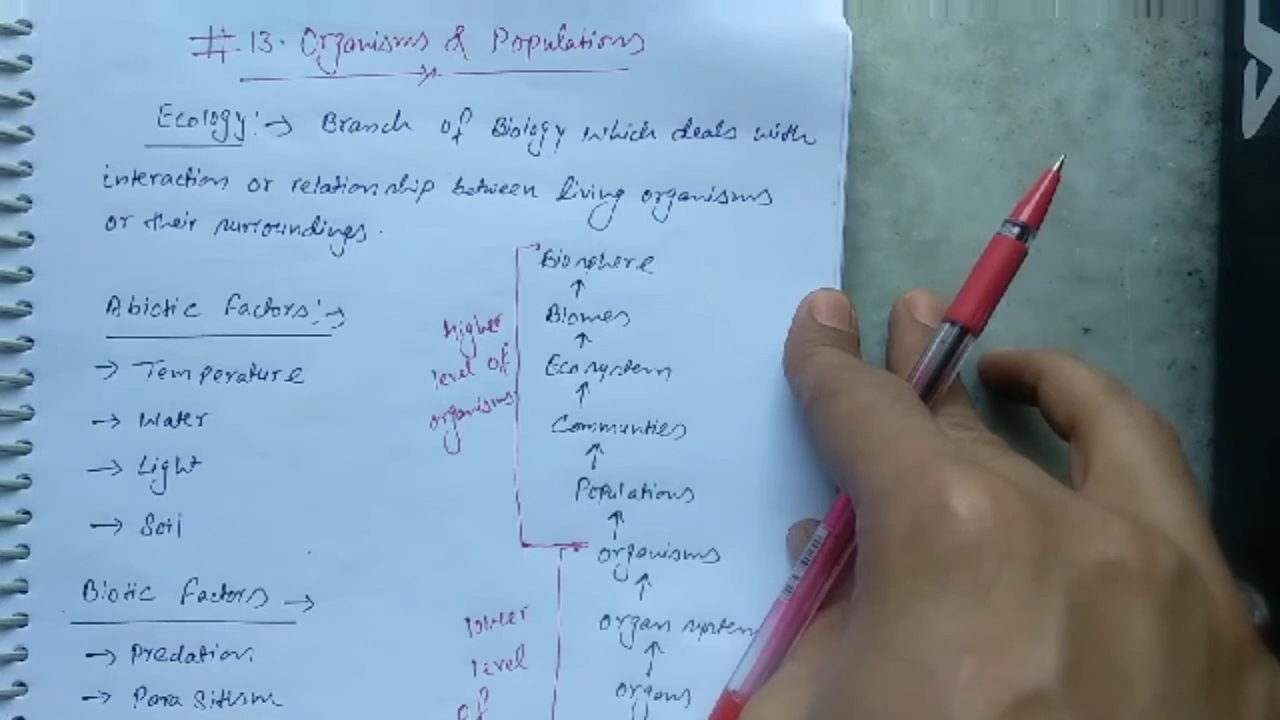 # 13. Organisms & Populations
Ecology:→ Branch of Biology which deals with
interaction or relationship between living organisms
or their surroundings.
Abiotic Factors:→
→ Temperature
→ Water
→ Light
→ Soil
Biotic Factors →
→ Predation
→ Parasitism
higher
level of
organisms
Biosphere
↑
Biomes
↑
Ecosystem
↑
Communties
↑
Populations
↑
organisms
↑
organ system
↑
organs
lower
level
of